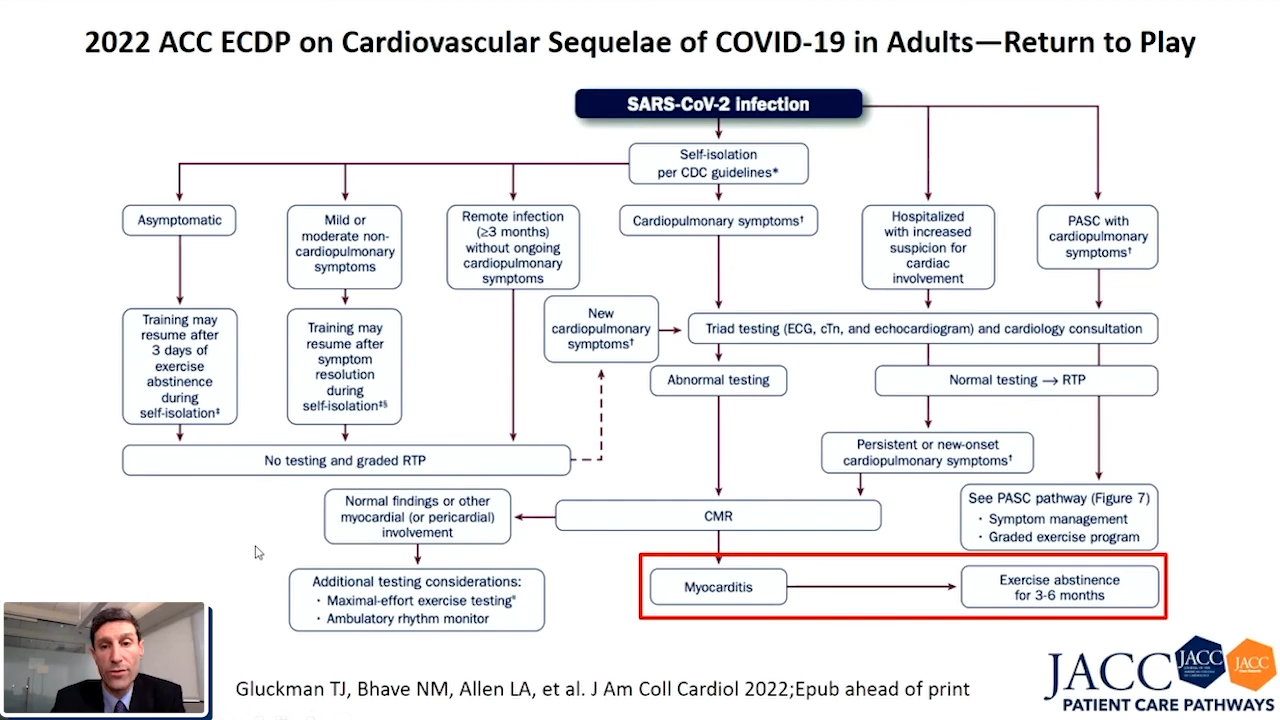 2022 ACC ECDP on Cardiovascular Sequelae of COVID-19 in Adults—Return to Play
SARS-CoV-2 infection
Self-isolation
per CDC guidelines*
Asymptomatic
Mild or
moderate non-
cardiopulmonary
symptoms
Remote infection
(≥3 months)
without ongoing
cardiopulmonary
symptoms
Cardiopulmonary symptoms†
Hospitalized
with increased
suspicion for
cardiac
involvement
PASC with
cardiopulmonary
symptoms†
Training may
resume after
3 days of
exercise
abstinence
during
self-isolation‡
Training may
resume after
symptom
resolution
during
self-isolation‡§
New
cardiopulmonary
symptoms†
Triad testing (ECG, cTn, and echocardiogram) and cardiology consultation
Abnormal testing
Normal testing → RTP
No testing and graded RTP
Persistent or new-onset
cardiopulmonary symptoms†
Normal findings or other
myocardial (or pericardial)
involvement
CMR
See PASC pathway (Figure 7)
· Symptom management
· Graded exercise program
Additional testing considerations:
· Maximal-effort exercise testing
· Ambulatory rhythm monitor
Myocarditis
Exercise abstinence
for 3-6 months
Gluckman TJ, Bhave NM, Allen LA, et al. J Am Coll Cardiol 2022;Epub ahead of print
JACC
JACC
JACC
PATIENT CARE PATHWAYS